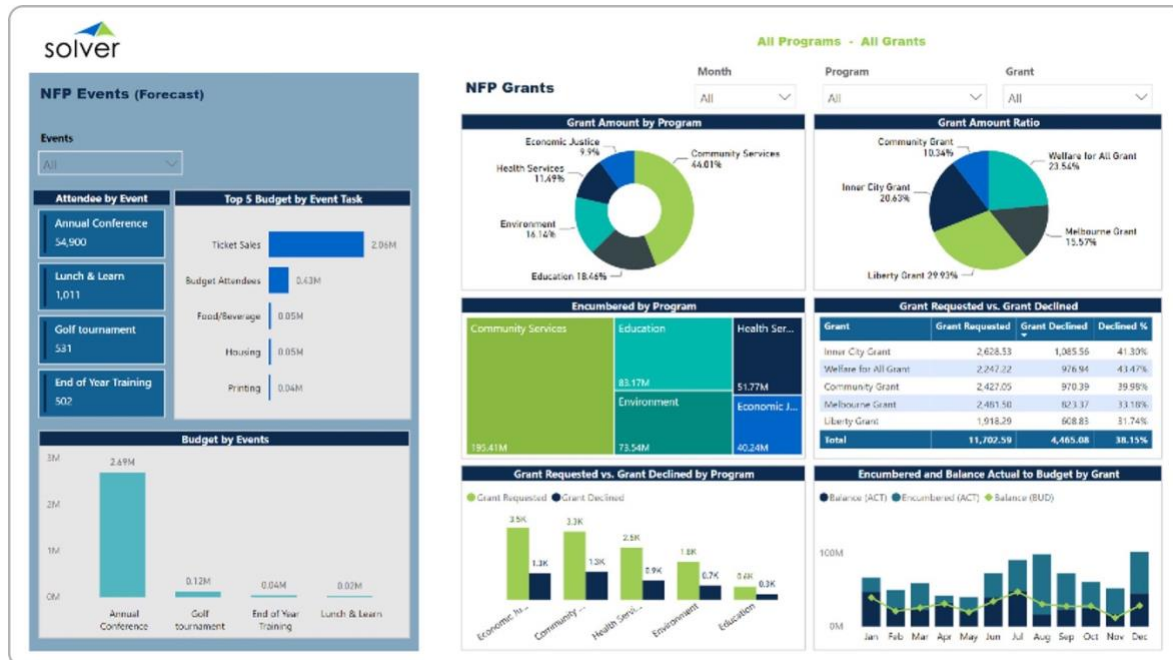 solver
All Programs - All Grants
NFP Events (Forecast)
Events
All
Attendee by Event
Annual Conference
54,900
Lunch & Learn
1,011
Golf tournament
531
End of Year Training
502
Top 5 Budget by Event Task
Ticket Sales 2.06M
Budget Attendees 0.43M
Food/Beverage 0.05M
Housing 0.05M
Printing 0.04M
Budget by Events
3M
2M
1M
0M
2.69M
0.12M
0.04M
0.02M
Annual Conference
Golf tournament
End of Year Training
Lunch & Learn
NFP Grants
Month
All
Program
All
Grant
All
Grant Amount by Program
Economic Justice
9.9%
Health Services
11.49%
Environment
16.14%
Education 18.46%
Community Services
44.01%
Grant Amount Ratio
Community Grant
10.34%
Inner City Grant
20.63%
Liberty Grant 29.93%
Welfare for All Grant
23.54%
Melbourne Grant
15.57%
Encumbered by Program
Community Services
195.41M
Education
83.17M
Environment
73.54M
Health Ser...
51.77M
Economic J...
40.24M
Grant Requested vs. Grant Declined
Grant Grant Requested Grant Declined Declined %
Inner City Grant 2,628.53 1,085.56 41.30%
Welfare for All Grant 2,247.22 976.94 43.47%
Community Grant 2,427.05 970.39 39.98%
Melbourne Grant 2,481.50 823.37 33.18%
Liberty Grant 1,918.29 608.83 31.74%
Total 11,702.59 4,465.08 38.15%
Grant Requested vs. Grant Declined by Program
Grant Requested Grant Declined
3.5K
1.3K
3.3K
2.5K
0.9K
1.8K
0.7K
0.6K
0.3K
Economic Ju...
Community ...
Health Servi...
Environment
Education
Encumbered and Balance Actual to Budget by Grant
Balance (ACT) Encumbered (ACT) Balance (BUD)
100M
0M
Jan Feb Mar Apr May Jun Jul Aug Sep Oct Nov Dec